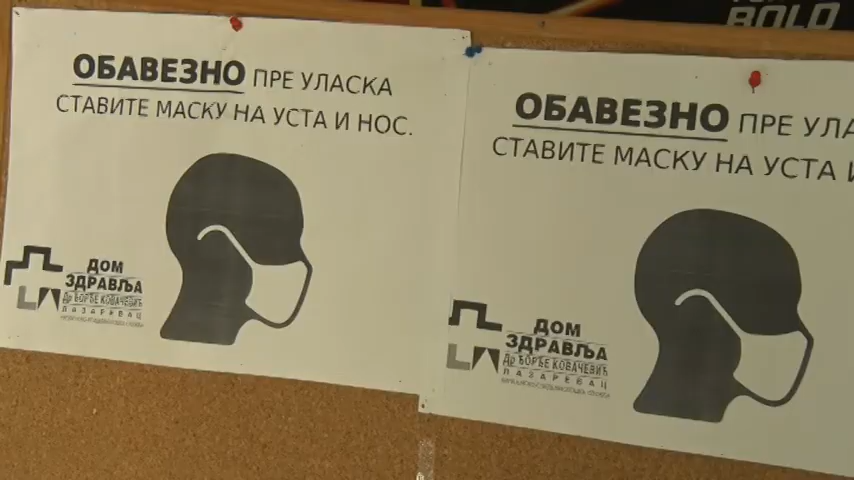 BOLD
ОБАВЕЗНО ПРЕ УЛАСКА
СТАВИТЕ МАСКУ НА УСТА И НОС.
ДОМ
ЗДРАВЉА
Др ЂОРЂЕ КОВАЧЕВИЋ
ЛАЗАРЕВАЦ
ОБАВЕЗНО ПРЕ УЛА
СТАВИТЕ МАСКУ НА УСТА И
ДОМ
ЗДРАВЉА
Др ЂОРЂЕ КОВАЧЕВИЋ
ЛАЗАРЕВАЦ